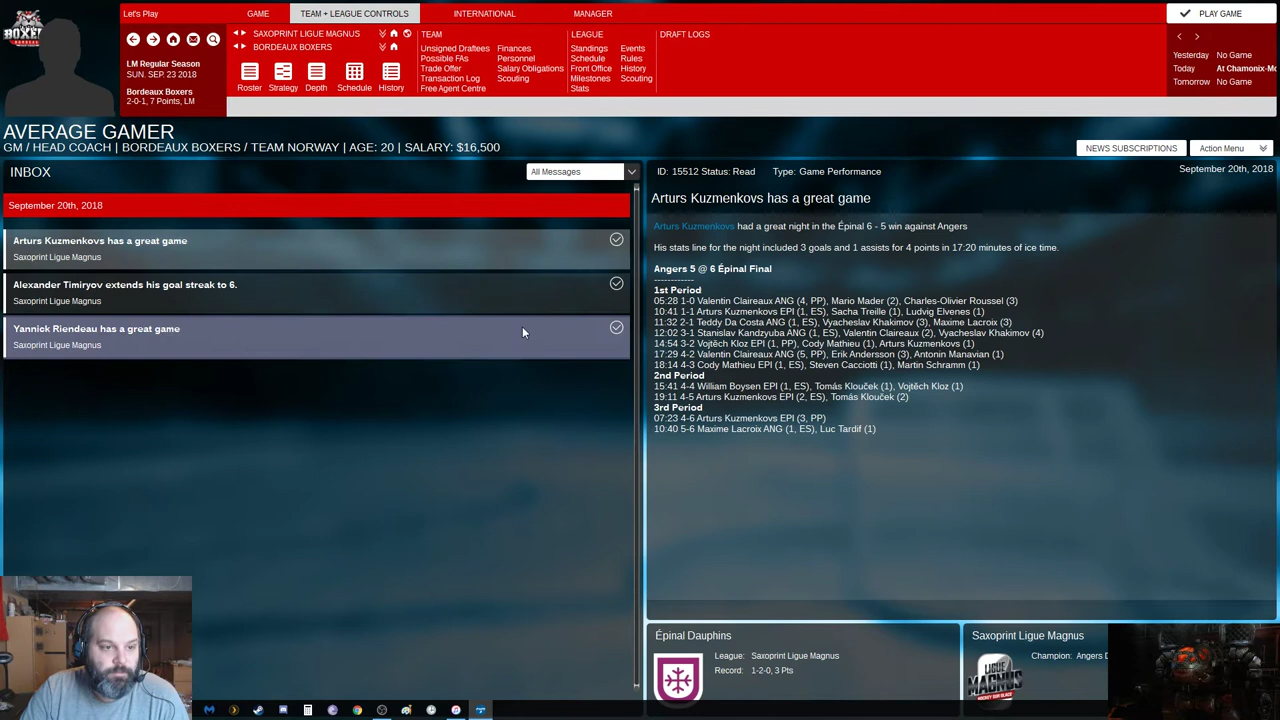 Let's Play
GAME
TEAM + LEAGUE CONTROLS
INTERNATIONAL
MANAGER
PLAY GAME
BOXERS
SAXOPRINT LIGUE MAGNUS
BORDEAUX BOXERS
LM Regular Season
SUN. SEP. 23 2018
Bordeaux Boxers
2-0-1, 7 Points, LM
Roster
Strategy
Depth
Schedule
History
TEAM
Unsigned Draftees
Finances
Possible FAs
Personnel
Trade Offer
Salary Obligations
Transaction Log
Scouting
Free Agent Centre
LEAGUE
Standings
Events
Schedule
Rules
Front Office
History
Milestones
Scouting
Stats
DRAFT LOGS
Yesterday No Game
Today At Chamonix-Mo
Tomorrow No Game
AVERAGE GAMER
GM / HEAD COACH | BORDEAUX BOXERS / TEAM NORWAY | AGE: 20 | SALARY: $16,500
NEWS SUBSCRIPTIONS
Action Menu
INBOX
All Messages
September 20th, 2018
Arturs Kuzmenkovs has a great game
Saxoprint Ligue Magnus
Alexander Timiryov extends his goal streak to 6.
Saxoprint Ligue Magnus
Yannick Riendeau has a great game
Saxoprint Ligue Magnus
ID: 15512 Status: Read Type: Game Performance
September 20th, 2018
Arturs Kuzmenkovs has a great game
Arturs Kuzmenkovs had a great night in the Épinal 6 - 5 win against Angers
His stats line for the night included 3 goals and 1 assists for 4 points in 17:20 minutes of ice time.
Angers 5 @ 6 Épinal Final
------------
1st Period
05:28 1-0 Valentin Claireaux ANG (4, PP), Mario Mader (2), Charles-Olivier Roussel (3)
10:41 1-1 Arturs Kuzmenkovs EPI (1, ES), Sacha Treille (1), Ludvig Elvenes (1)
11:32 2-1 Teddy Da Costa ANG (1, ES), Vyacheslav Khakimov (3), Maxime Lacroix (3)
12:02 3-1 Stanislav Kandzyuba ANG (1, ES), Valentin Claireaux (2), Vyacheslav Khakimov (4)
14:54 3-2 Vojtěch Kloz EPI (1, PP), Cody Mathieu (1), Arturs Kuzmenkovs (1)
17:29 4-2 Valentin Claireaux ANG (5, PP), Erik Andersson (3), Antonin Manavian (1)
18:14 4-3 Cody Mathieu EPI (1, ES), Steven Cacciotti (1), Martin Schramm (1)
2nd Period
15:41 4-4 William Boysen EPI (1, ES), Tomás Klouček (1), Vojtěch Kloz (1)
19:11 4-5 Arturs Kuzmenkovs EPI (2, ES), Tomás Klouček (2)
3rd Period
07:23 4-6 Arturs Kuzmenkovs EPI (3, PP)
10:40 5-6 Maxime Lacroix ANG (1, ES), Luc Tardif (1)
Épinal Dauphins
League: Saxoprint Ligue Magnus
Record: 1-2-0, 3 Pts
Saxoprint Ligue Magnus
Champion: Angers D
LIGUE
MAGNUS